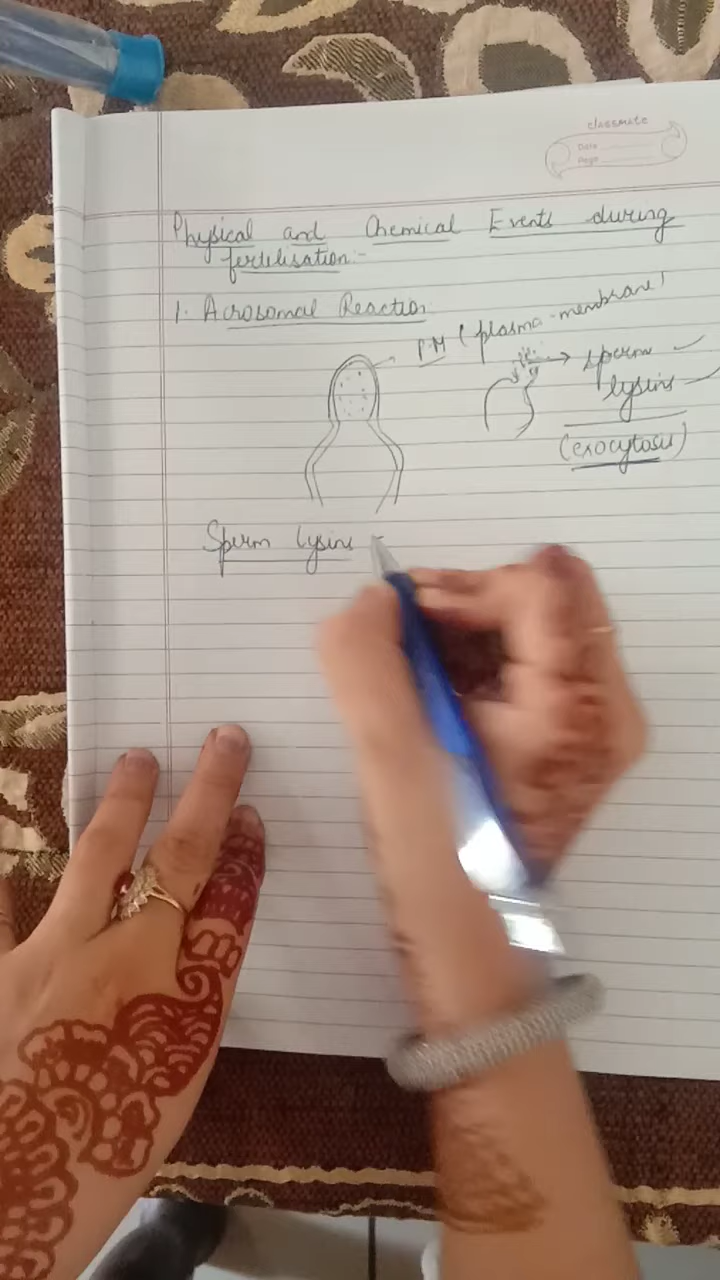 classmate
Date
Page
Physical and Chemical Events during
fertilisation:-
1. Acrosomal Reaction
PM (plasma-membrane)
sperm
lysins
(exocytosis)
Sperm lysins -